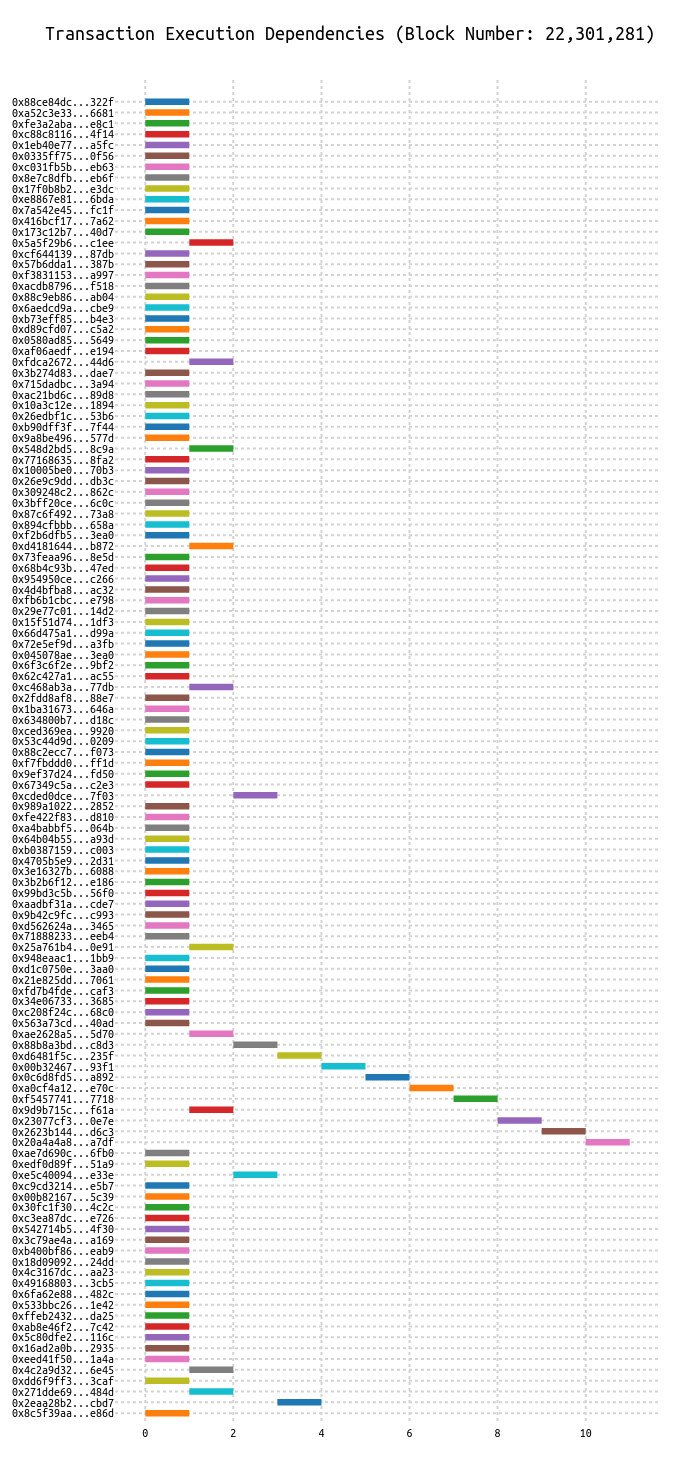 Transaction Execution Dependencies (Block Number: 22,301,281)
0x88ce84dc...322f
0xa52c3e33...6681
0xfe3a2aba...e8c1
0xc88c8116...4f14
0x1eb40e77...a5fc
0x0335ff75...0f56
0xc031fb5b...eb63
0x8e7c8dfb...eb6f
0x17f0b8b2...e3dc
0xe8867e81...6bda
0x7a542e45...fc1f
0x416bcf17...7a62
0x173c12b7...40d7
0x5a5f29b6...c1ee
0xcf644139...87db
0x57b6dda1...387b
0xf3831153...a997
0xacdb8796...f518
0x88c9eb86...ab04
0x6aedcd9a...cbe9
0xb73eff85...b4e3
0xd89cfd07...c5a2
0x0580ad85...5649
0xaf06aedf...e194
0xfdca2672...44d6
0x3b274d83...dae7
0x715dadbc...3a94
0xac21bd6c...89d8
0x10a3c12e...1894
0x26edbf1c...53b6
0xb90dff3f...7f44
0x9a8be496...577d
0x548d2bd5...8c9a
0x77168635...8fa2
0x10005be0...70b3
0x26e9c9dd...db3c
0x309248c2...862c
0x3bff20ce...6c0c
0x87c6f492...73a8
0x894cfbbb...658a
0xf2b6dfb5...3ea0
0xd4181644...b872
0x73feaa96...8e5d
0x68b4c93b...47ed
0x954950ce...c266
0x4d4bfba8...ac32
0xfb6b1cbc...e798
0x29e77c01...14d2
0x15f51d74...1df3
0x66d475a1...d99a
0x72e5ef9d...a3fb
0x045078ae...3ea0
0x6f3c6f2e...9bf2
0x62c427a1...ac55
0xc468ab3a...77db
0x2fdd8af8...88e7
0x1ba31673...646a
0x634800b7...d18c
0xced369ea...9920
0x53c44d9d...0209
0x88c2ecc7...f073
0xf7fbddd0...ff1d
0x9ef37d24...fd50
0x67349c5a...c2e3
0xcded0dce...7f03
0x989a1022...2852
0xfe422f83...d810
0xa4babbf5...064b
0x64b04b55...a93d
0xb0387159...c003
0x4705b5e9...2d31
0x3e16327b...6088
0x3b2b6f12...e186
0x99bd3c5b...56f0
0xaadbf31a...cde7
0x9b42c9fc...c993
0xd562624a...3465
0x71888233...eeb4
0x25a761b4...0e91
0x948eaac1...1bb9
0xd1c0750e...3aa0
0x21e825dd...7061
0xfd7b4fde...caf3
0x34e06733...3685
0xc208f24c...68c0
0x563a73cd...40ad
0xae2628a5...5d70
0x88b8a3bd...c8d3
0xd6481f5c...235f
0x00b32467...93f1
0x0c6d8fd5...a892
0xa0cf4a12...e70c
0xf5457741...7718
0x9d9b715c...f61a
0x23077cf3...0e7e
0x2623b144...d6c3
0x20a4a4a8...a7df
0xae7d690c...6fb0
0xedf0d89f...51a9
0xe5c40094...e33e
0xc9cd3214...e5b7
0x00b82167...5c39
0x30fc1f30...4c2c
0xc3ea87dc...e726
0x542714b5...4f30
0x3c79ae4a...a169
0xb400bf86...eab9
0x18d09092...24dd
0x4c3167dc...aa23
0x49168803...3cb5
0x6fa62e88...482c
0x533bbc26...1e42
0xffeb2432...da25
0xab8e46f2...7c42
0x5c80dfe2...116c
0x16ad2a0b...2935
0xeed41f50...1a4a
0x4c2a9d32...6e45
0xdd6f9ff3...3caf
0x271dde69...484d
0x2eaa28b2...cbd7
0x8c5f39aa...e86d
0 2 4 6 8 10